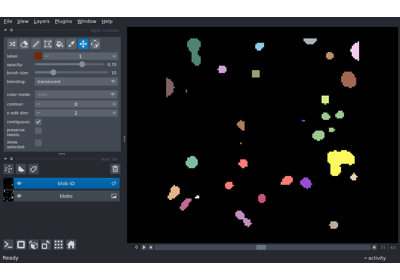 File View Layers Plugins Window Help
label: 1
opacity: 0.70
brush size: 10
blending: translucent
color mode:
contour: 0
n edit dim: 2
contiguous:
preserve
labels:
show
selected:
blob ID
blobs
0
Ready
activity